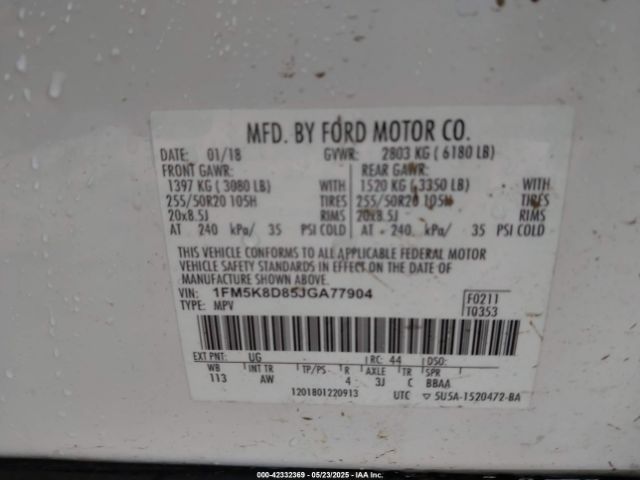 MFD. BY FORD MOTOR CO.
DATE: 01/18 GVWR: 2803 KG ( 6180 LB)
FRONT GAWR: REAR GAWR:
1397 KG ( 3080 LB) WITH 1520 KG ( 3350 LB) WITH
255/50R20 105H TIRES 255/50R20 105H TIRES
20x8.5J RIMS 20x8.5J RIMS
AT 240 kPa/ 35 PSI COLD AT 240 kPa/ 35 PSI COLD
THIS VEHICLE CONFORMS TO ALL APPLICABLE FEDERAL MOTOR
VEHICLE SAFETY STANDARDS IN EFFECT ON THE DATE OF
MANUFACTURE SHOWN ABOVE.
VIN: 1FM5K8D85JGA77904 F0211
TYPE: MPV T0353
EXT PNT: UG RC: 44 DSO:
WB INT TR TP/PS R AXLE TR SPR
113 AW 4 3J C BBAA
1201801220913 UTC ▽ 5U5A-1520472-BA
000-42332369 - 05/23/2025 - IAA Inc.